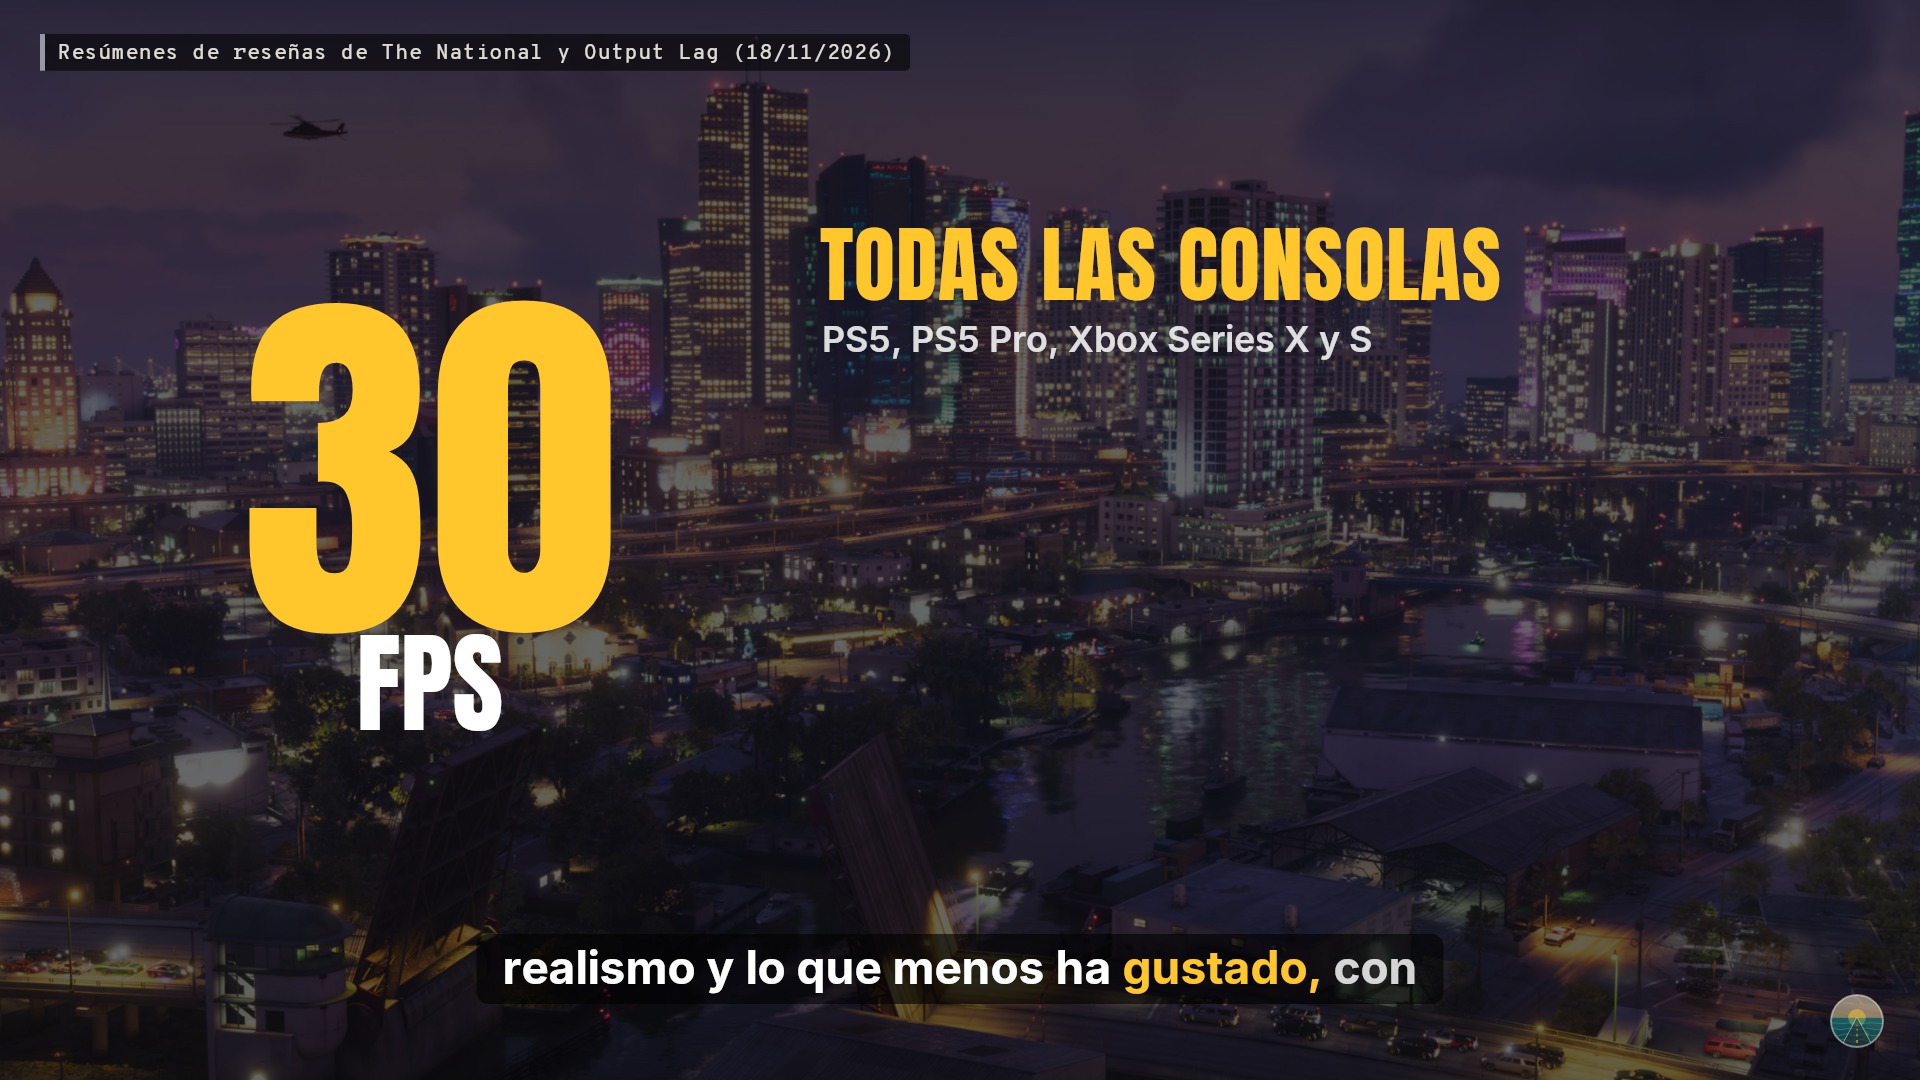 Resúmenes de reseñas de The National y Output Lag (18/11/2026)
TODAS LAS CONSOLAS
PS5, PS5 Pro, Xbox Series X y S
30
FPS
realismo y lo que menos ha gustado, con